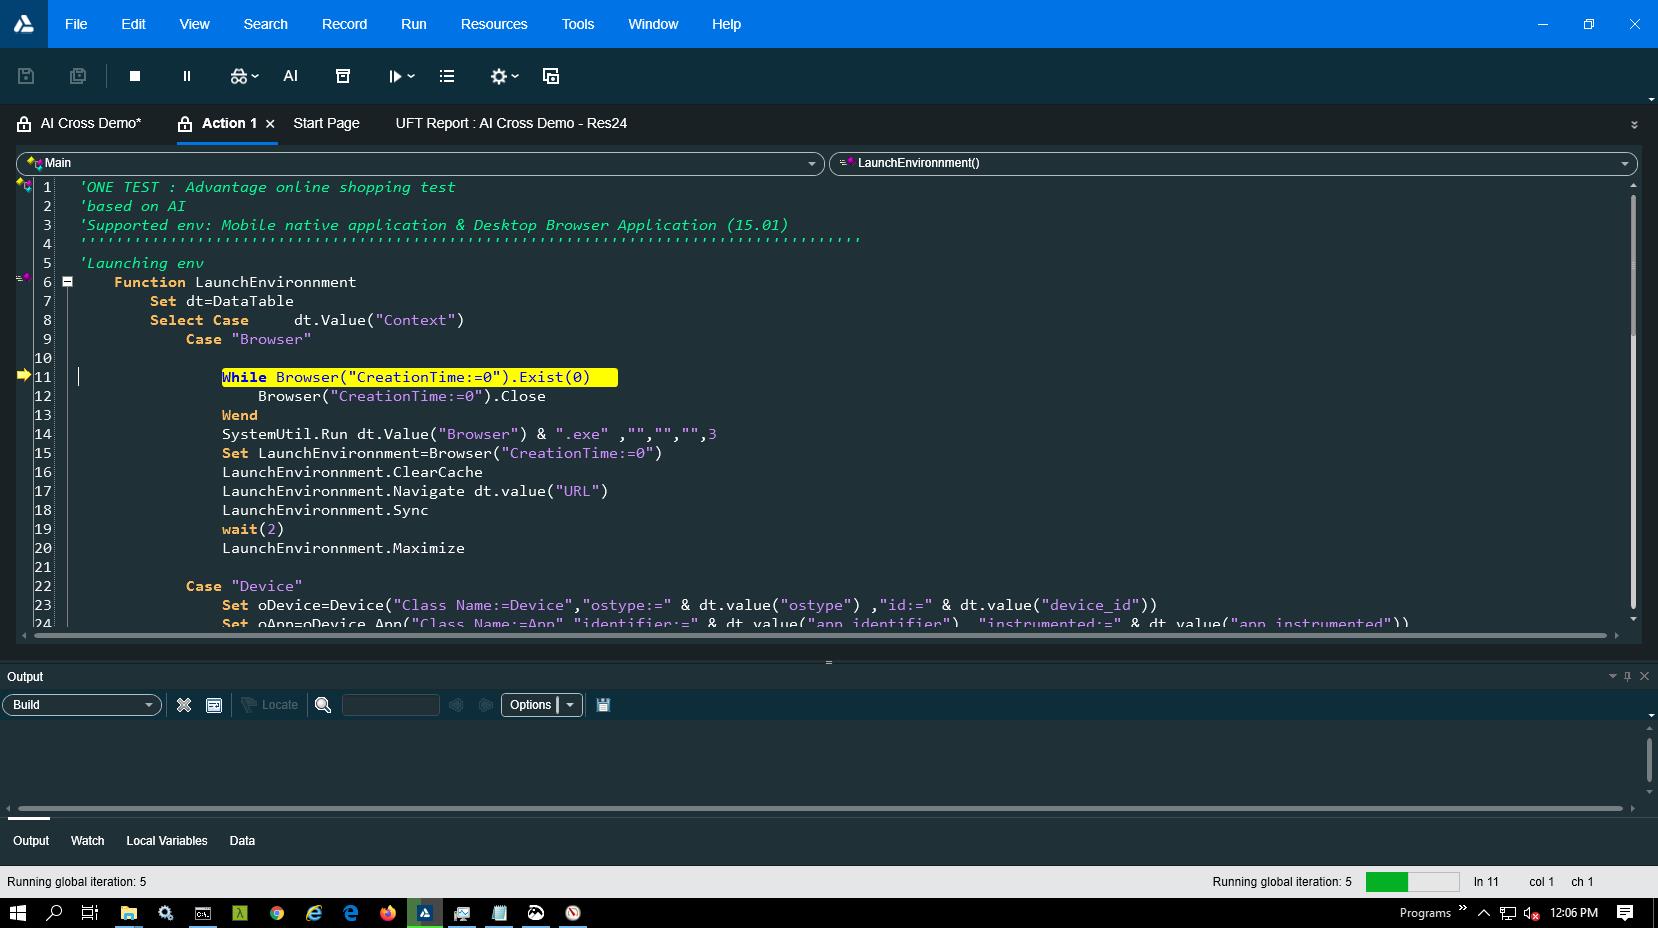 File Edit View Search Record Run Resources Tools Window Help
AI
AI Cross Demo* Action 1 × Start Page UFT Report : AI Cross Demo - Res24
Main LaunchEnvironnment()
1 'ONE TEST : Advantage online shopping test
2 'based on AI
3 'Supported env: Mobile native application & Desktop Browser Application (15.01)
4 '''''''''''''''''''''''''''''''''''''''''''''''''''''''''''''''''''''''''''''''''''''''
5 'Launching env
6 Function LaunchEnvironnment
7 Set dt=DataTable
8 Select Case dt.Value("Context")
9 Case "Browser"
10
11 While Browser("CreationTime:=0").Exist(0)
12 Browser("CreationTime:=0").Close
13 Wend
14 SystemUtil.Run dt.Value("Browser") & ".exe" ,"","","",3
15 Set LaunchEnvironnment=Browser("CreationTime:=0")
16 LaunchEnvironnment.ClearCache
17 LaunchEnvironnment.Navigate dt.value("URL")
18 LaunchEnvironnment.Sync
19 wait(2)
20 LaunchEnvironnment.Maximize
21
22 Case "Device"
23 Set oDevice=Device("Class Name:=Device","ostype:=" & dt.value("ostype") ,"id:=" & dt.value("device_id"))
24 Set oApp=oDevice.App("Class Name:=App","identifier:=" & dt.value("app_identifier") ,"instrumented:=" & dt.value("app_instrumented"))
Output
Build Locate Options
Output Watch Local Variables Data
Running global iteration: 5 Running global iteration: 5 ln 11 col 1 ch 1
Programs » 12:06 PM